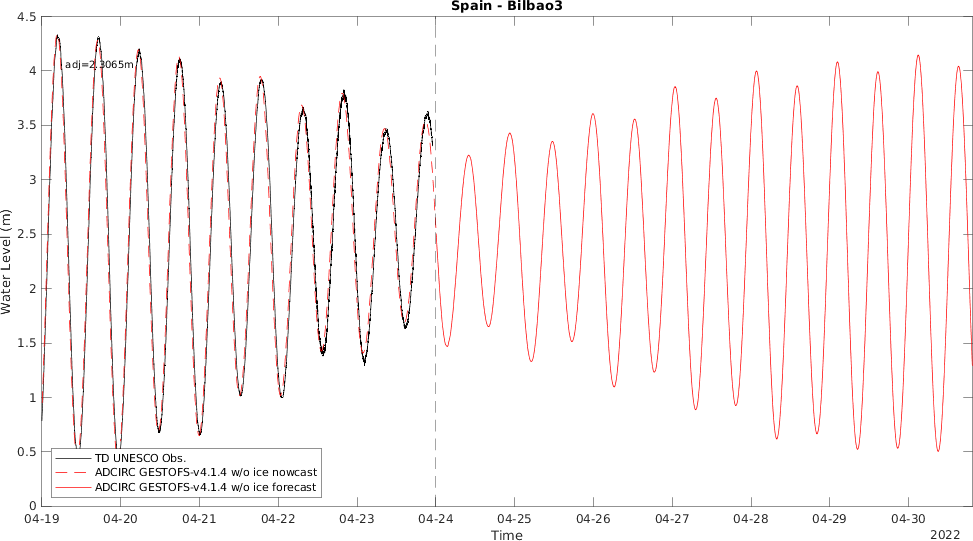 Spain - Bilbao3
4.5
adj=2.3065m
4
3.5
3
2.5
2
1.5
1
0.5
0
Water Level (m)
TD UNESCO Obs.
ADCIRC GESTOFS-v4.1.4 w/o ice nowcast
ADCIRC GESTOFS-v4.1.4 w/o ice forecast
04-19 04-20 04-21 04-22 04-23 04-24 04-25 04-26 04-27 04-28 04-29 04-30
2022
Time